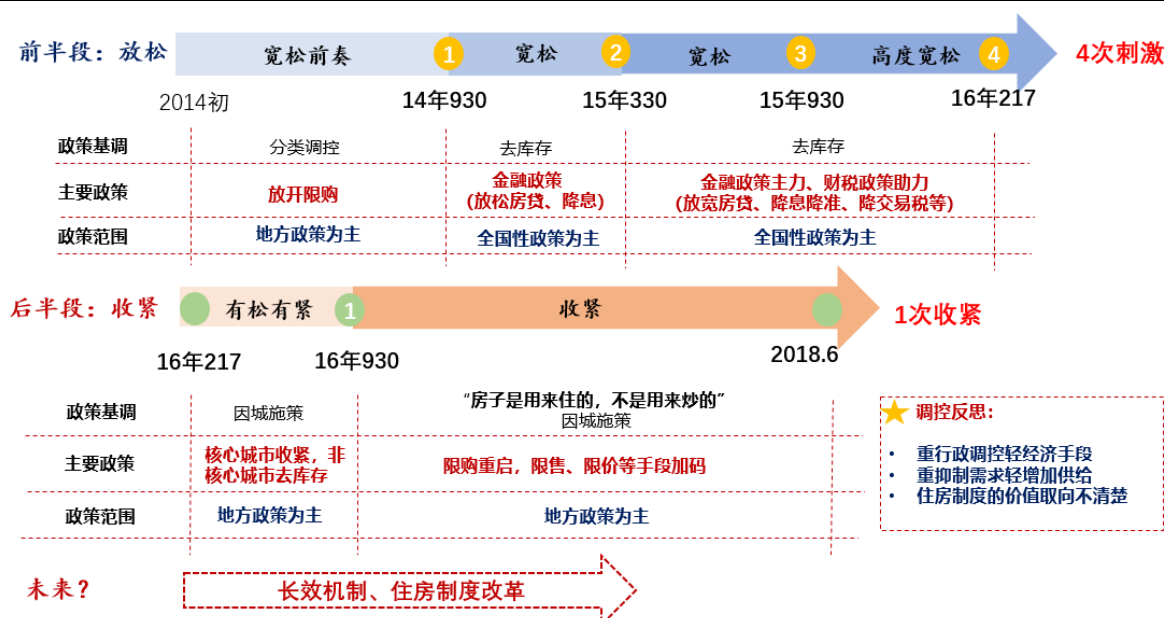 前半段：放松
宽松前奏
1
宽松
2
宽松
3
高度宽松
4
4次刺激
2014初
14年930
15年330
15年930
16年217
政策基调
分类调控
去库存
去库存
主要政策
放开限购
金融政策
(放松房贷、降息)
金融政策主力、财税政策助力
(放宽房贷、降息降准、降交易税等)
政策范围
地方政策为主
全国性政策为主
全国性政策为主
后半段：收紧
有松有紧
1
收紧
1次收紧
16年217
16年930
2018.6
政策基调
因城施策
“房子是用来住的，不是用来炒的”
因城施策
主要政策
核心城市收紧，非
核心城市去库存
限购重启，限售、限价等手段加码
政策范围
地方政策为主
地方政策为主
调控反思：
• 重行政调控轻经济手段
• 重抑制需求轻增加供给
• 住房制度的价值取向不清楚
未来？
长效机制、住房制度改革